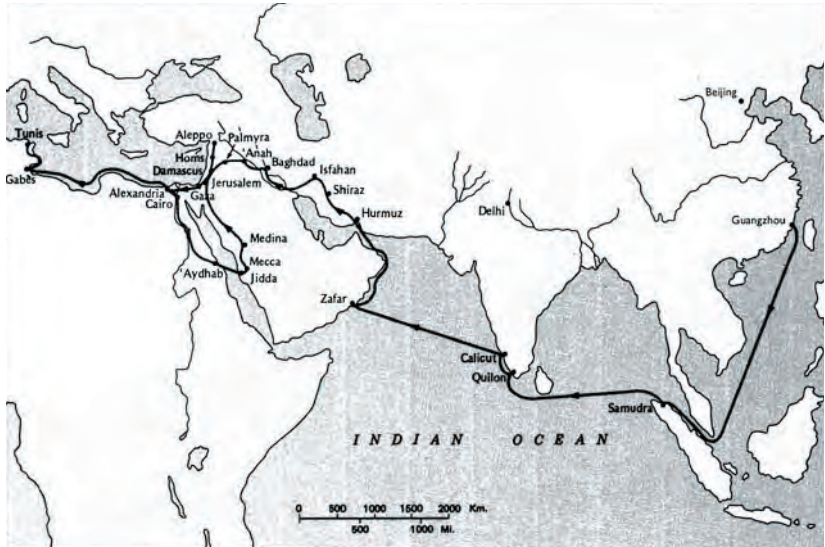 Beijing
Tunis
Aleppo
Palmyra
'Anah
Homs
Baghdad
Damascus
Isfahan
Gabès
Jerusalem
Shiraz
Alexandria
Gaza
Cairo
Hurmuz
Delhi
Guangzhou
Medina
Mecca
'Aydhab
Jidda
Zafar
Calicut
Quilon
Samudra
INDIAN OCEAN
0 500 1000 1500 2000 Km.
500 1000 Mi.